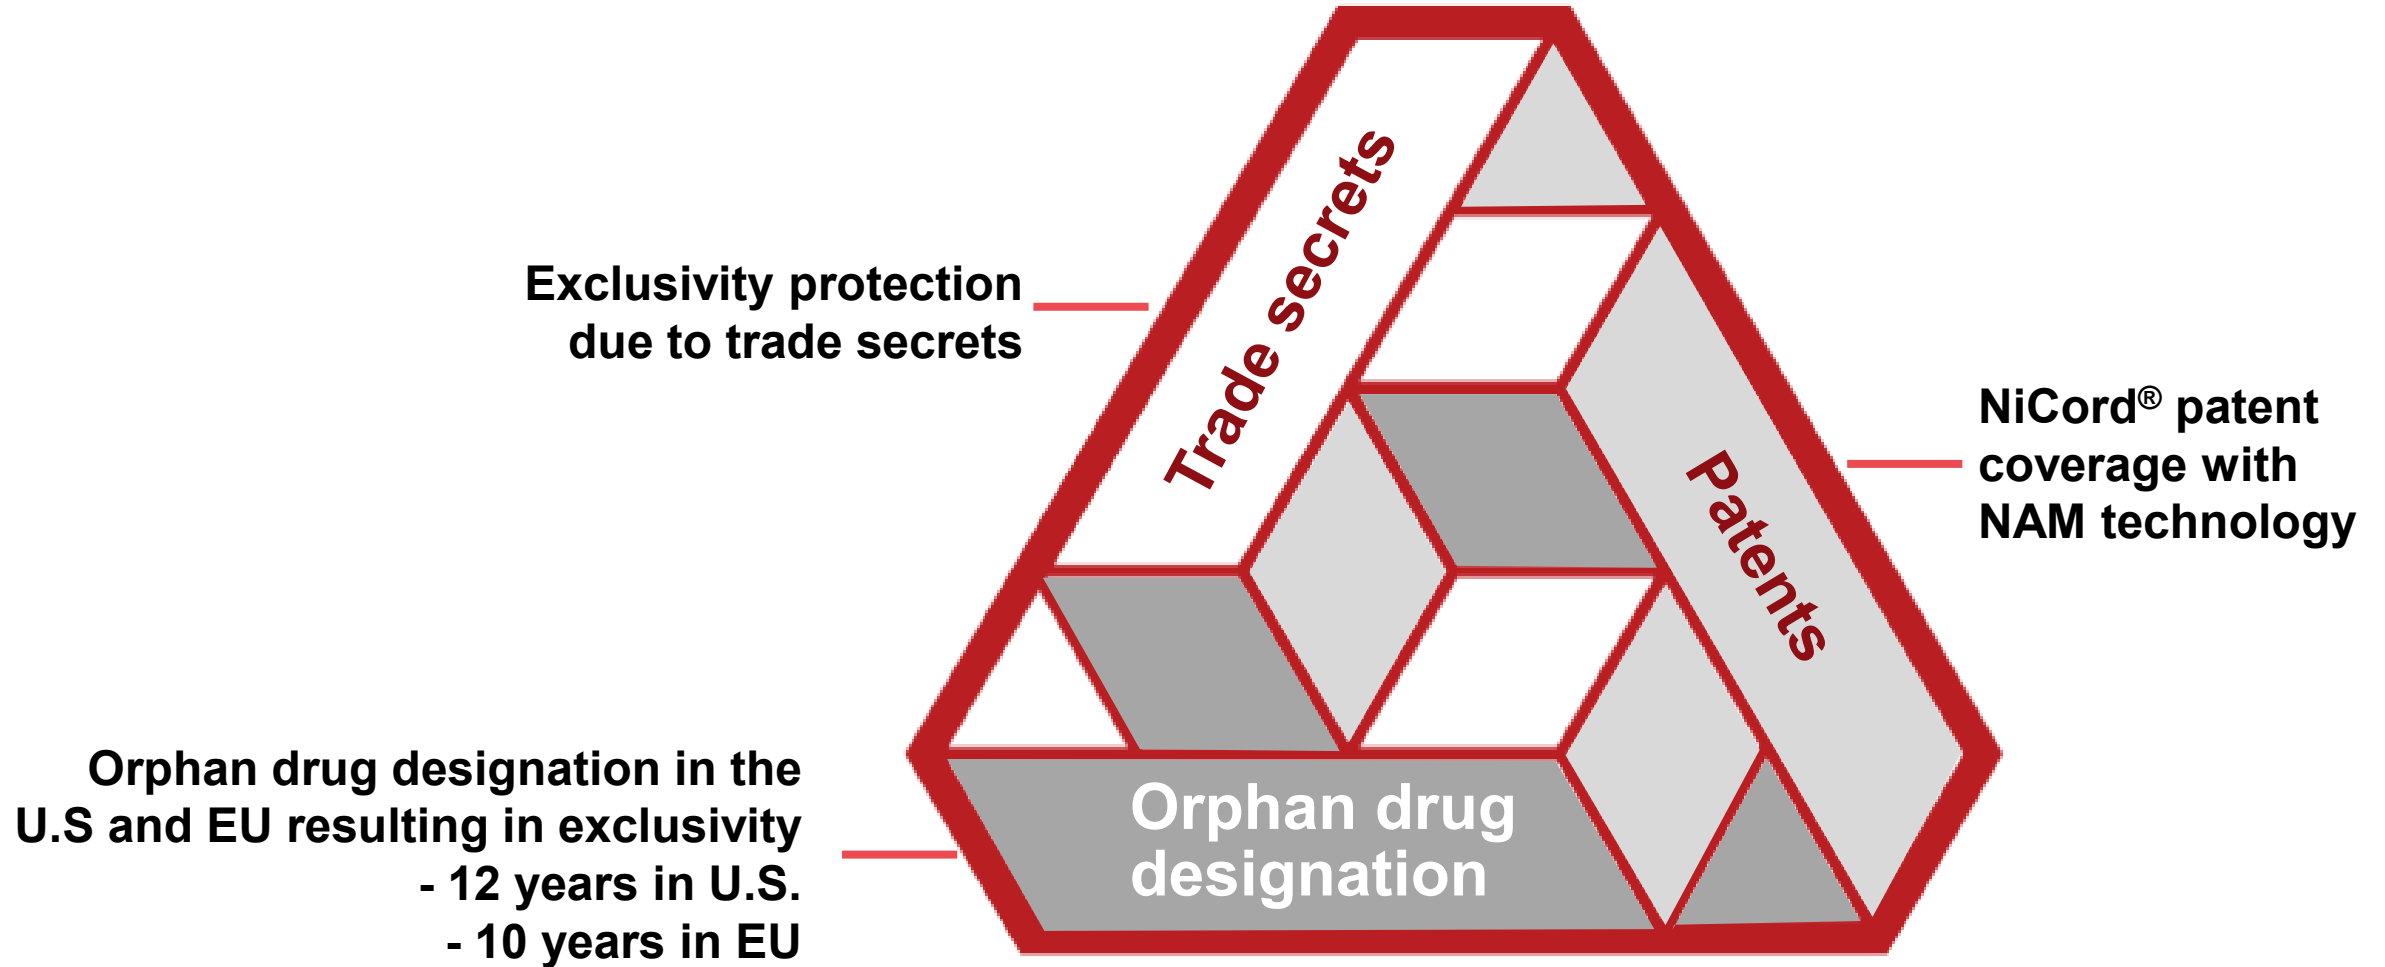 Trade secrets
Exclusivity protection
due to trade secrets
NiCord® patent
coverage with
NAM technology
Patents
Orphan drug designation in the
U.S and EU resulting in exclusivity
- 12 years in U.S.
- 10 years in EU
Orphan drug
designation